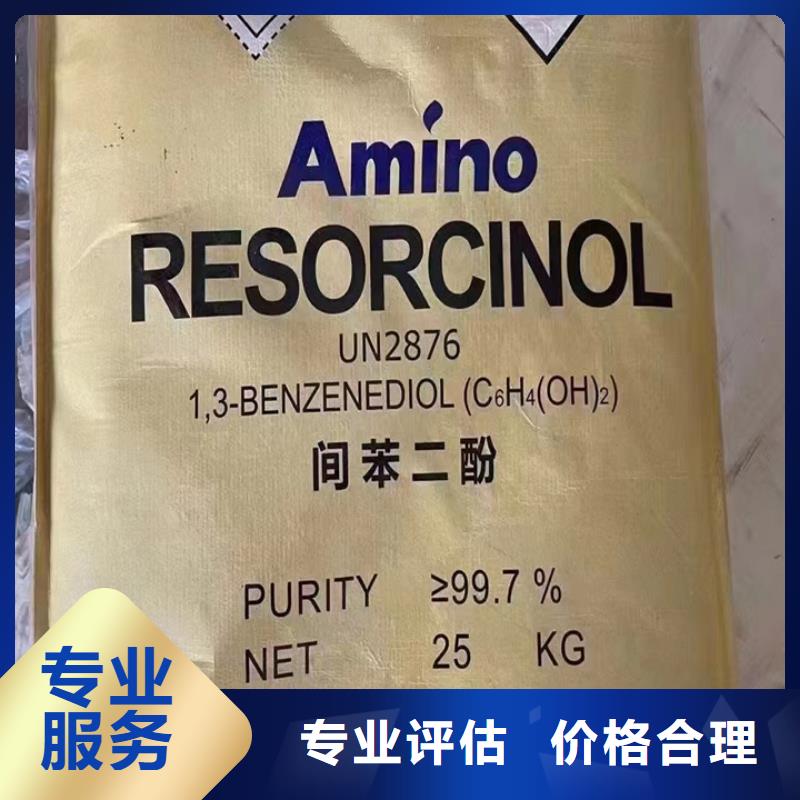 Amino
RESORCINOL
UN2876
1,3-BENZENEDIOL (C₆H₄(OH)₂)
间苯二酚
PURITY ≥99.7 %
NET 25 KG
专业
服务
专业评估 价格合理